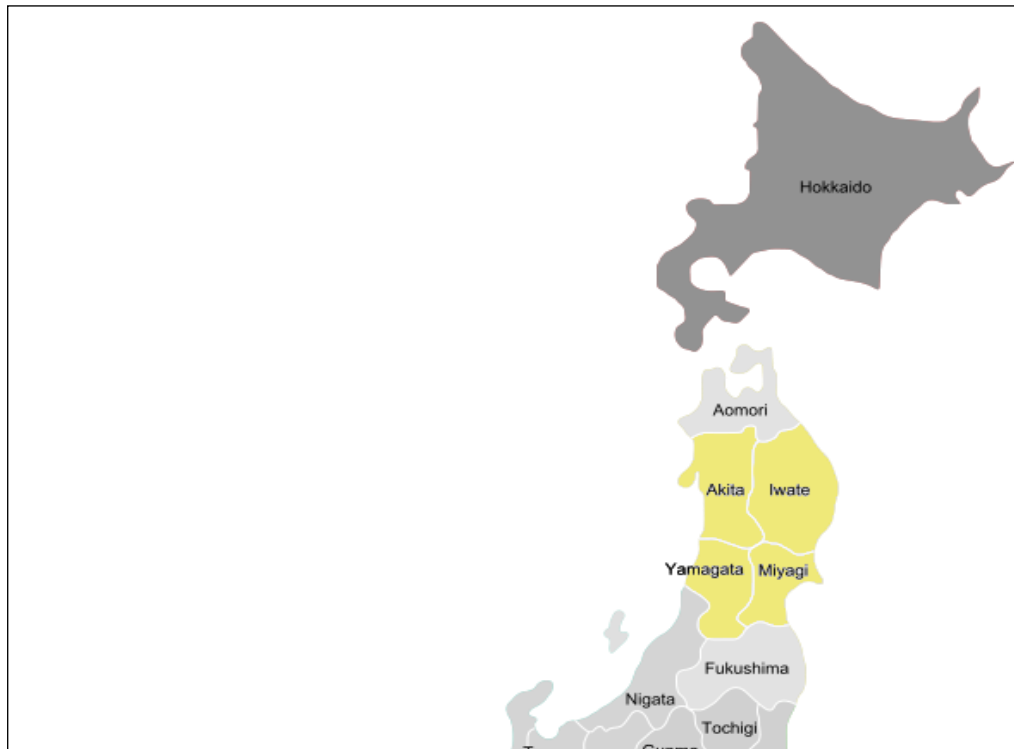 Hokkaido
Aomori
Akita
Iwate
Yamagata
Miyagi
Fukushima
Nigata
Tochigi